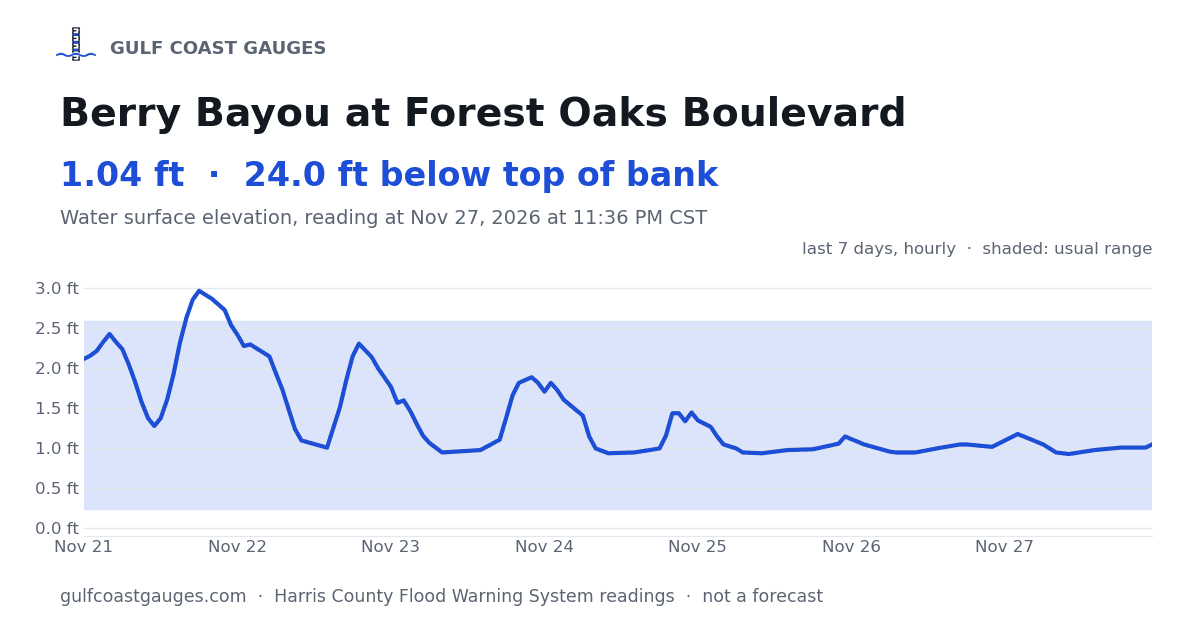 GULF COAST GAUGES
Berry Bayou at Forest Oaks Boulevard
1.04 ft · 24.0 ft below top of bank
Water surface elevation, reading at Nov 27, 2026 at 11:36 PM CST
last 7 days, hourly · shaded: usual range
3.0 ft
2.5 ft
2.0 ft
1.5 ft
1.0 ft
0.5 ft
0.0 ft
Nov 21 Nov 22 Nov 23 Nov 24 Nov 25 Nov 26 Nov 27
gulfcoastgauges.com · Harris County Flood Warning System readings · not a forecast